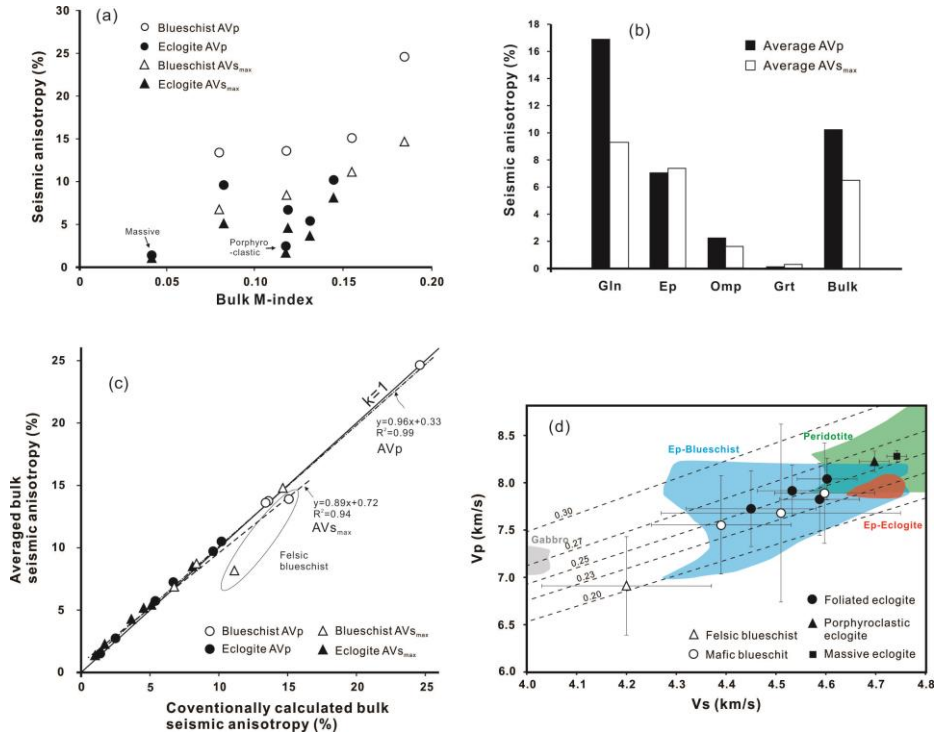 (a)
Blueschist AVp
Eclogite AVp
Blueschist AVsmax
Eclogite AVsmax
Massive
Porphyro
-clastic
Seismic anisotropy (%)
30
25
20
15
10
5
0
0
0.05
0.10
0.15
0.20
Bulk M-index
(b)
Average AVp
Average AVsmax
Seismic anisotropy (%)
18
16
14
12
10
8
6
4
2
0
Gln
Ep
Omp
Grt
Bulk
(c)
k=1
y=0.96x+0.33
R²=0.99
AVp
y=0.89x+0.72
R²=0.94
AVsmax
Felsic
blueschist
Blueschist AVp
Blueschist AVsmax
Eclogite AVp
Eclogite AVsmax
Averaged bulk
seismic anisotropy (%)
25
20
15
10
5
0
0
5
10
15
20
25
Coventionally calculated bulk
seismic anisotropy (%)
(d)
Ep-Blueschist
Peridotite
Ep-Eclogite
Gabbro
0.30
0.27
0.25
0.23
0.20
Foliated eclogite
Felsic blueschist
Porphyroclastic
eclogite
Mafic blueschit
Massive eclogite
Vp (km/s)
8.5
8.0
7.5
7.0
6.5
6.0
4.0
4.1
4.2
4.3
4.4
4.5
4.6
4.7
4.8
Vs (km/s)